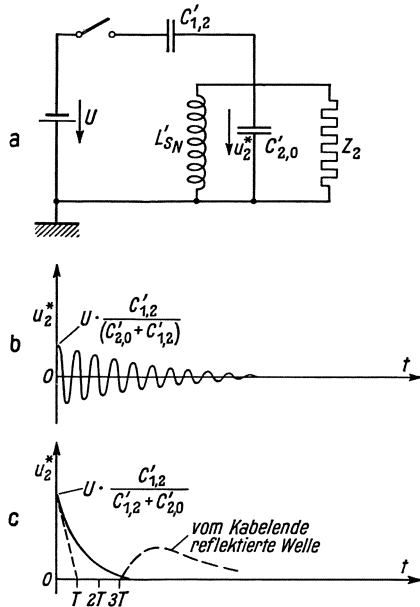 C'1,2
a
U
L'SN
u2*
C'2,0
Z2
u2*
U · C'1,2 / (C'2,0 + C'1,2)
b
0
t
u2*
U · C'1,2 / C'1,2 + C'2,0
c
vom Kabelende
reflektierte Welle
0
T 2T 3T
t